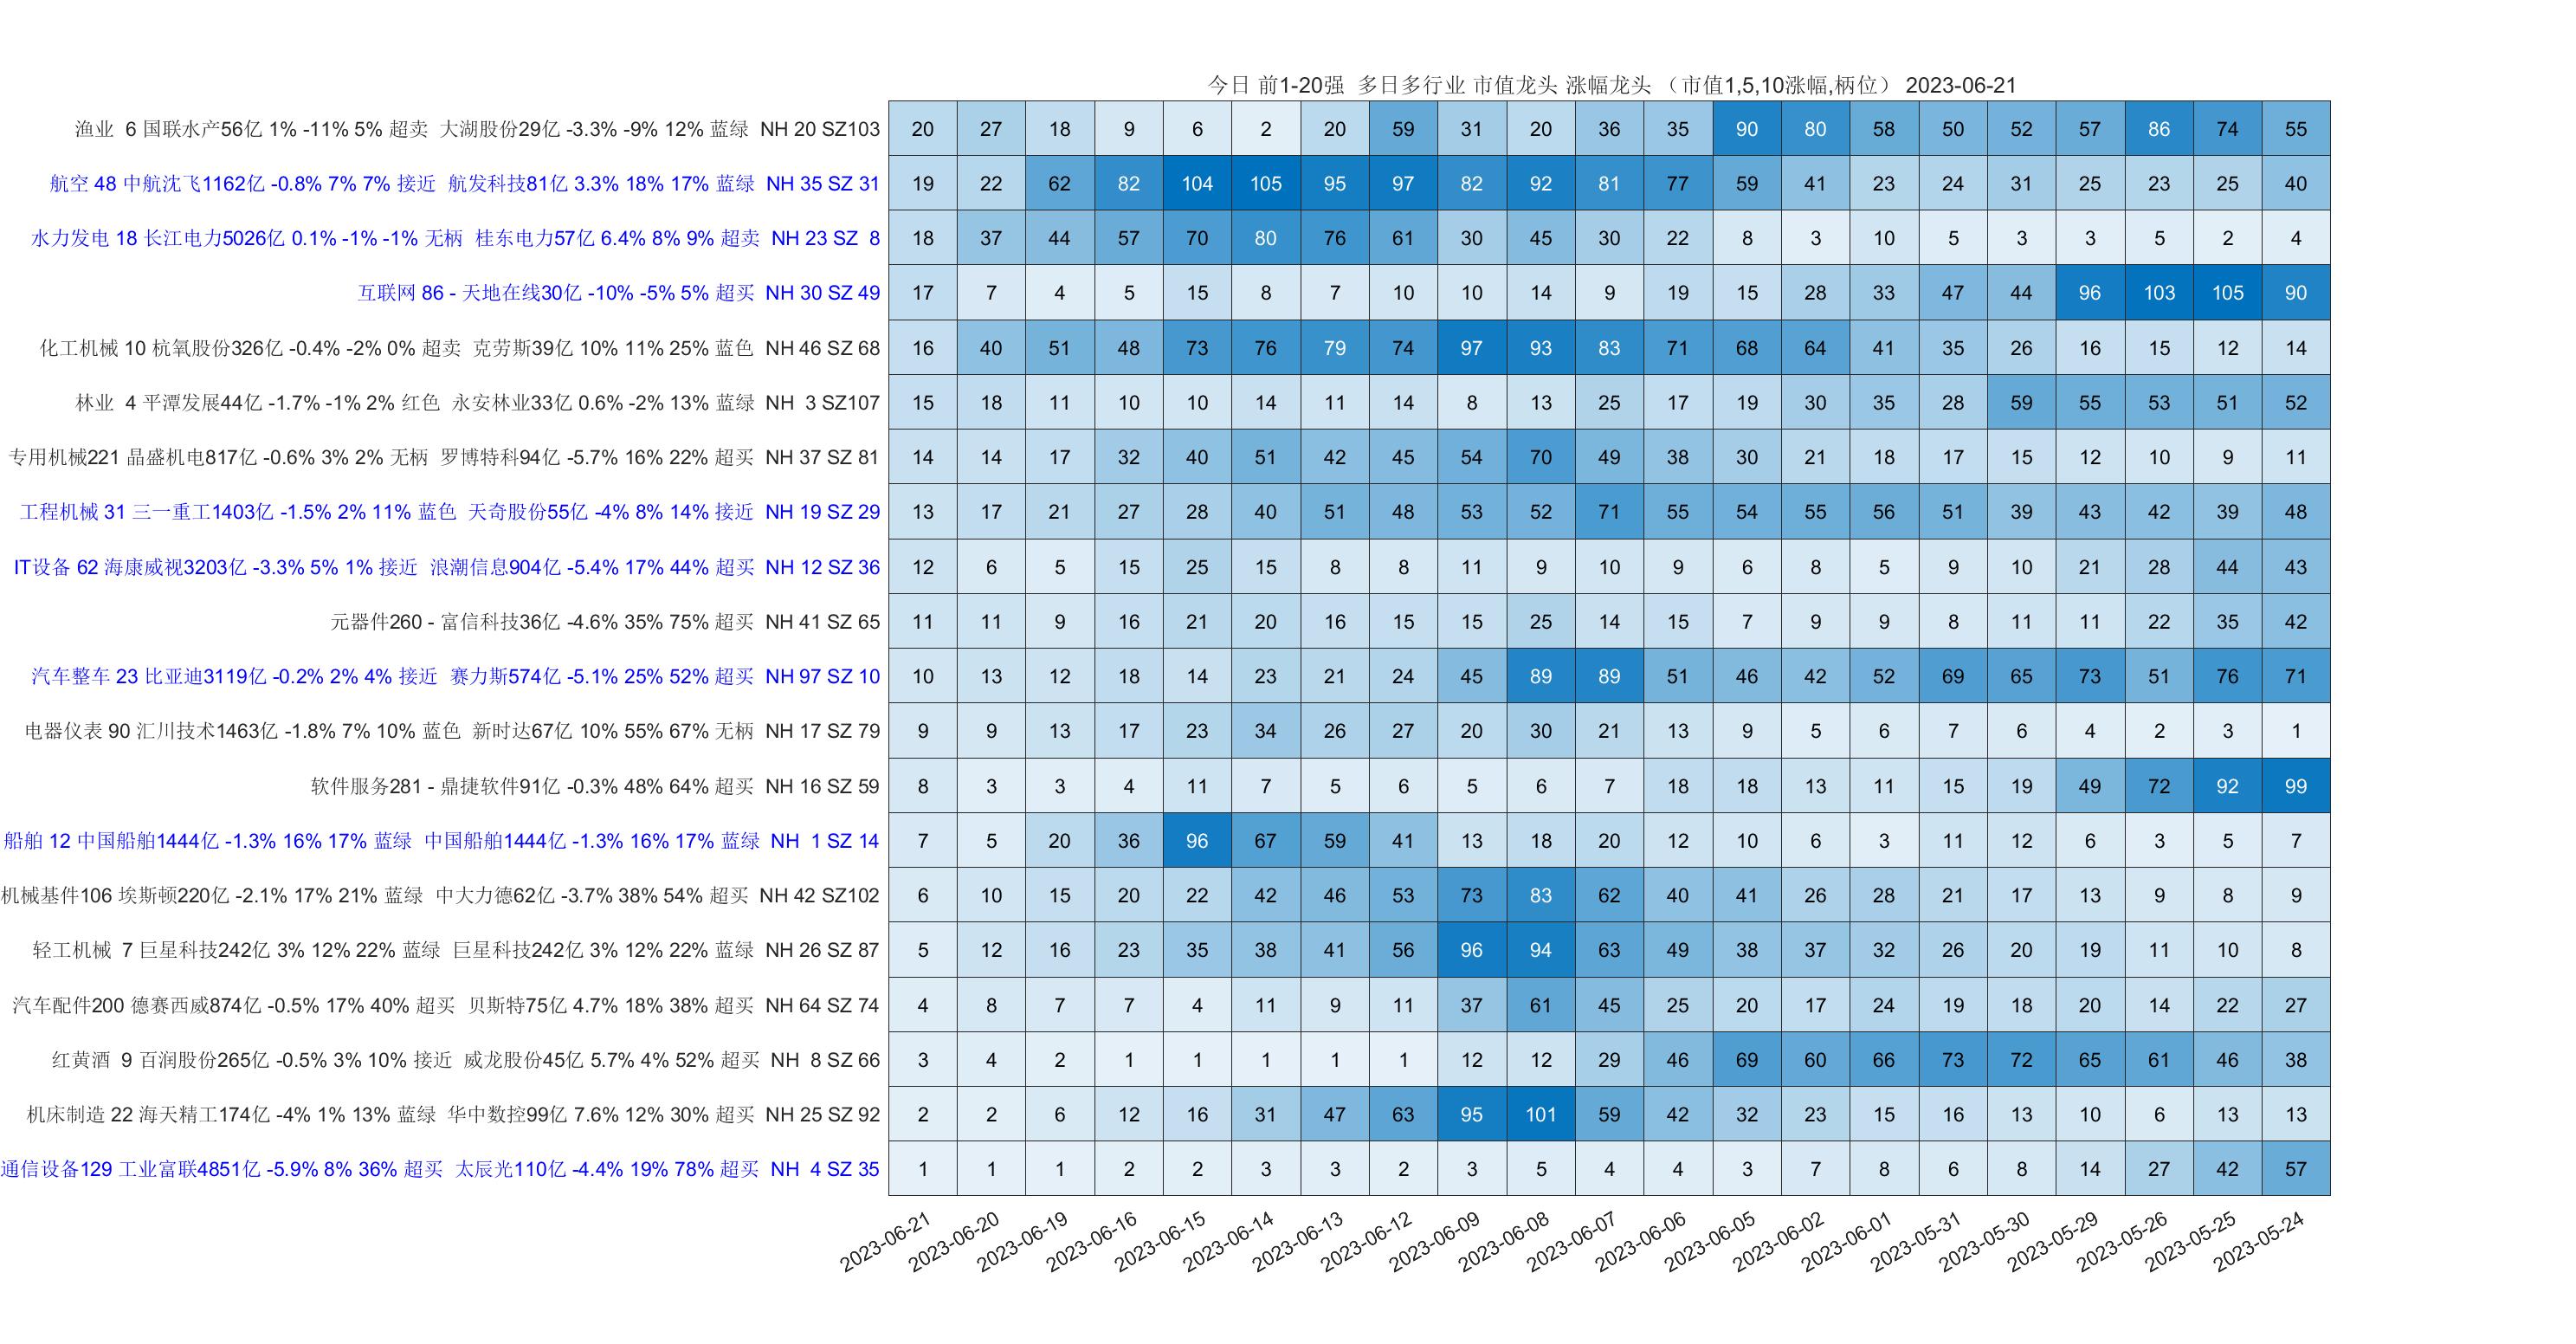 今日 前1-20强 多日多行业 市值龙头 涨幅龙头 （市值1,5,10涨幅,柄位） 2023-06-21
渔业 6 国联水产56亿 1% -11% 5% 超卖 大湖股份29亿 -3.3% -9% 12% 蓝绿 NH 20 SZ103 20 27 18 9 6 2 20 59 31 20 36 35 90 80 58 50 52 57 86 74 55
航空 48 中航沈飞1162亿 -0.8% 7% 7% 接近 航发科技81亿 3.3% 18% 17% 蓝绿 NH 35 SZ 31 19 22 62 82 104 105 95 97 82 92 81 77 59 41 23 24 31 25 23 25 40
水力发电 18 长江电力5026亿 0.1% -1% -1% 无柄 桂东电力57亿 6.4% 8% 9% 超卖 NH 23 SZ 8 18 37 44 57 70 80 76 61 30 45 30 22 8 3 10 5 3 3 5 2 4
互联网 86 - 天地在线30亿 -10% -5% 5% 超买 NH 30 SZ 49 17 7 4 5 15 8 7 10 10 14 9 19 15 28 33 47 44 96 103 105 90
化工机械 10 杭氧股份326亿 -0.4% -2% 0% 超卖 克劳斯39亿 10% 11% 25% 蓝色 NH 46 SZ 68 16 40 51 48 73 76 79 74 97 93 83 71 68 64 41 35 26 16 15 12 14
林业 4 平潭发展44亿 -1.7% -1% 2% 红色 永安林业33亿 0.6% -2% 13% 蓝绿 NH 3 SZ107 15 18 11 10 10 14 11 14 8 13 25 17 19 30 35 28 59 55 53 51 52
专用机械221 晶盛机电817亿 -0.6% 3% 2% 无柄 罗博特科94亿 -5.7% 16% 22% 超买 NH 37 SZ 81 14 14 17 32 40 51 42 45 54 70 49 38 30 21 18 17 15 12 10 9 11
工程机械 31 三一重工1403亿 -1.5% 2% 11% 蓝色 天奇股份55亿 -4% 8% 14% 接近 NH 19 SZ 29 13 17 21 27 28 40 51 48 53 52 71 55 54 55 56 51 39 43 42 39 48
IT设备 62 海康威视3203亿 -3.3% 5% 1% 接近 浪潮信息904亿 -5.4% 17% 44% 超买 NH 12 SZ 36 12 6 5 15 25 15 8 8 11 9 10 9 6 8 5 9 10 21 28 44 43
元器件260 - 富信科技36亿 -4.6% 35% 75% 超买 NH 41 SZ 65 11 11 9 16 21 20 16 15 15 25 14 15 7 9 9 8 11 11 22 35 42
汽车整车 23 比亚迪3119亿 -0.2% 2% 4% 接近 赛力斯574亿 -5.1% 25% 52% 超买 NH 97 SZ 10 10 13 12 18 14 23 21 24 45 89 89 51 46 42 52 69 65 73 51 76 71
电器仪表 90 汇川技术1463亿 -1.8% 7% 10% 蓝色 新时达67亿 10% 55% 67% 无柄 NH 17 SZ 79 9 9 13 17 23 34 26 27 20 30 21 13 9 5 6 7 6 4 2 3 1
软件服务281 - 鼎捷软件91亿 -0.3% 48% 64% 超买 NH 16 SZ 59 8 3 3 4 11 7 5 6 5 6 7 18 18 13 11 15 19 49 72 92 99
船舶 12 中国船舶1444亿 -1.3% 16% 17% 蓝绿 中国船舶1444亿 -1.3% 16% 17% 蓝绿 NH 1 SZ 14 7 5 20 36 96 67 59 41 13 18 20 12 10 6 3 11 12 6 3 5 7
机械基件106 埃斯顿220亿 -2.1% 17% 21% 蓝绿 中大力德62亿 -3.7% 38% 54% 超买 NH 42 SZ102 6 10 15 20 22 42 46 53 73 83 62 40 41 26 28 21 17 13 9 8 9
轻工机械 7 巨星科技242亿 3% 12% 22% 蓝绿 巨星科技242亿 3% 12% 22% 蓝绿 NH 26 SZ 87 5 12 16 23 35 38 41 56 96 94 63 49 38 37 32 26 20 19 11 10 8
汽车配件200 德赛西威874亿 -0.5% 17% 40% 超买 贝斯特75亿 4.7% 18% 38% 超买 NH 64 SZ 74 4 8 7 7 4 11 9 11 37 61 45 25 20 17 24 19 18 20 14 22 27
红黄酒 9 百润股份265亿 -0.5% 3% 10% 接近 威龙股份45亿 5.7% 4% 52% 超买 NH 8 SZ 66 3 4 2 1 1 1 1 1 12 12 29 46 69 60 66 73 72 65 61 46 38
机床制造 22 海天精工174亿 -4% 1% 13% 蓝绿 华中数控99亿 7.6% 12% 30% 超买 NH 25 SZ 92 2 2 6 12 16 31 47 63 95 101 59 42 32 23 15 16 13 10 6 13 13
通信设备129 工业富联4851亿 -5.9% 8% 36% 超买 太辰光110亿 -4.4% 19% 78% 超买 NH 4 SZ 35 1 1 1 2 2 3 3 2 3 5 4 4 3 7 8 6 8 14 27 42 57
2023-06-21 2023-06-20 2023-06-19 2023-06-16 2023-06-15 2023-06-14 2023-06-13 2023-06-12 2023-06-09 2023-06-08 2023-06-07 2023-06-06 2023-06-05 2023-06-02 2023-06-01 2023-05-31 2023-05-30 2023-05-29 2023-05-26 2023-05-25 2023-05-24